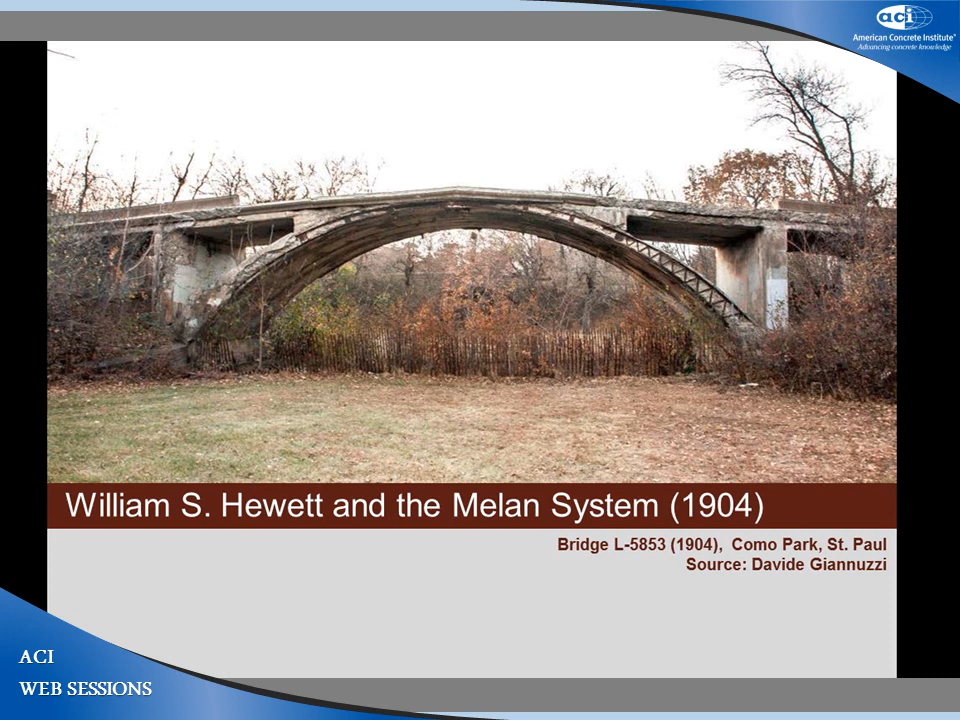 aci
American Concrete Institute®
Advancing concrete knowledge
William S. Hewett and the Melan System (1904)
Bridge L-5853 (1904), Como Park, St. Paul
Source: Davide Giannuzzi
ACI
WEB SESSIONS